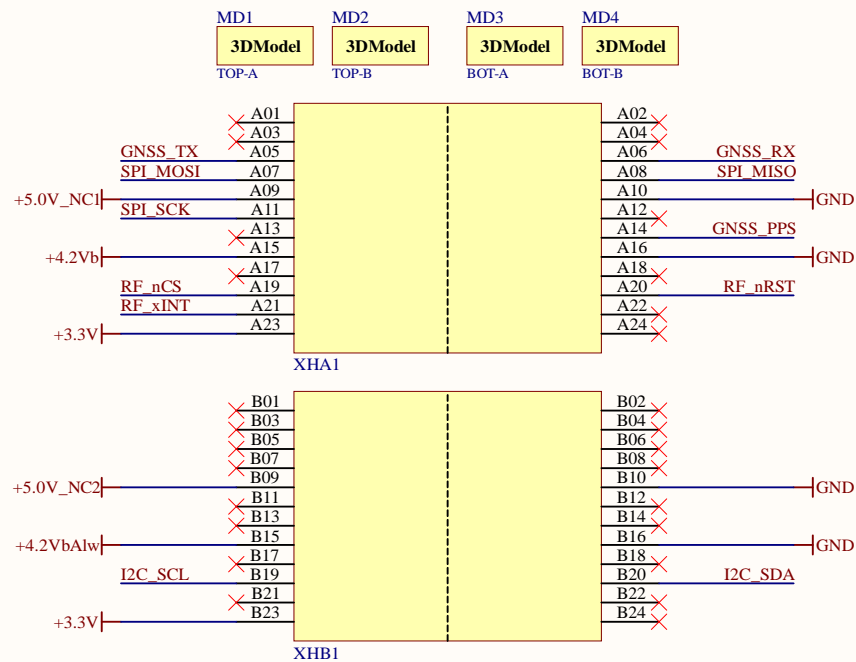 MD1 MD2 MD3 MD4
3DModel 3DModel 3DModel 3DModel
TOP-A TOP-B BOT-A BOT-B
A01 A02
A03 A04
GNSS_TX A05 A06 GNSS_RX
SPI_MOSI A07 A08 SPI_MISO
+5.0V_NC1 A09 A10 GND
SPI_SCK A11 A12
A13 A14 GNSS_PPS
+4.2Vb A15 A16 GND
A17 A18
RF_nCS A19 A20 RF_nRST
RF_xINT A21 A22
+3.3V A23 A24
XHA1
B01 B02
B03 B04
B05 B06
B07 B08
+5.0V_NC2 B09 B10 GND
B11 B12
B13 B14
+4.2VbAlw B15 B16 GND
B17 B18
I2C_SCL B19 B20 I2C_SDA
B21 B22
+3.3V B23 B24
XHB1